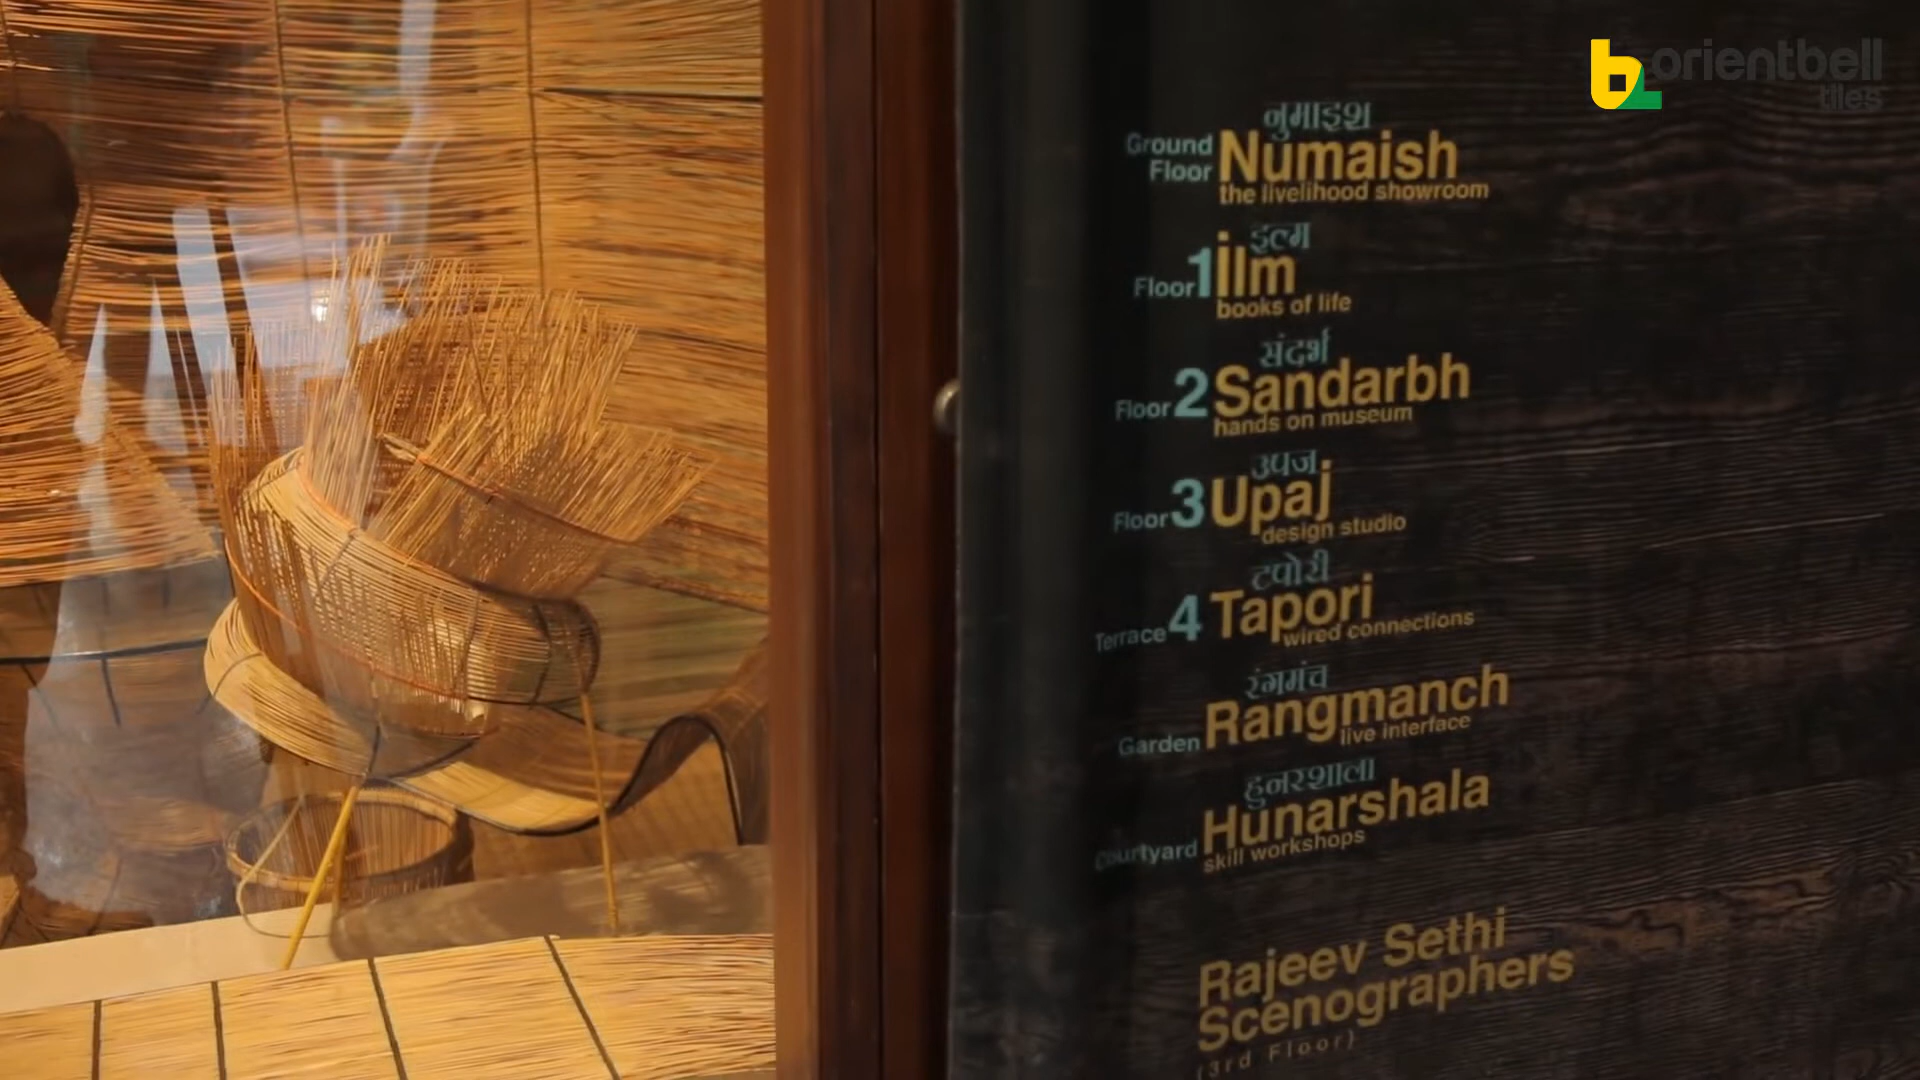 orientbell
tiles
नुमाइश
Ground Floor Numaish
the livelihood showroom
इल्म
Floor 1 ilm
books of life
संदर्भ
Floor 2 Sandarbh
hands on museum
उपज
Floor 3 Upaj
design studio
टपोरी
Terrace 4 Tapori
wired connections
रंगमंच
Garden Rangmanch
live interface
हुनरशाला
Courtyard Hunarshala
skill workshops
Rajeev Sethi
Scenographers
(3rd Floor)